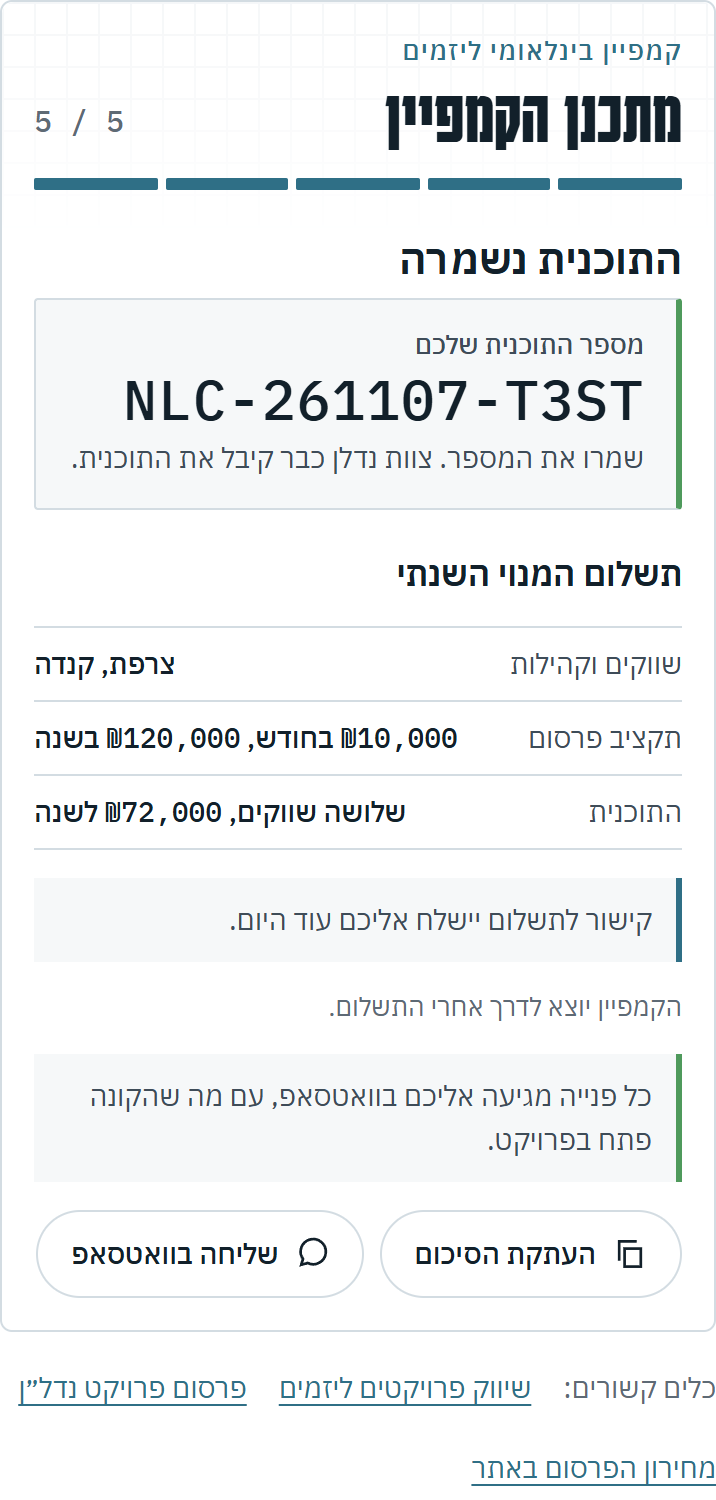 קמפיין בינלאומי ליזמים
מתכנן הקמפיין
5 / 5
התוכנית נשמרה
מספר התוכנית שלכם
NLC-261107-T3ST
שמרו את המספר. צוות נדלן כבר קיבל את התוכנית.
תשלום המנוי השנתי
שווקים וקהילות
צרפת, קנדה
תקציב פרסום
₪10,000 בחודש, ₪120,000 בשנה
התוכנית
שלושה שווקים, ₪72,000 לשנה
קישור לתשלום יישלח אליכם עוד היום.
הקמפיין יוצא לדרך אחרי התשלום.
כל פנייה מגיעה אליכם בוואטסאפ, עם מה שהקונה
פתח בפרויקט.
העתקת הסיכום
שליחה בוואטסאפ
כלים קשורים: שיווק פרויקטים ליזמים פרסום פרויקט נדל״ן
מחירון הפרסום באתר